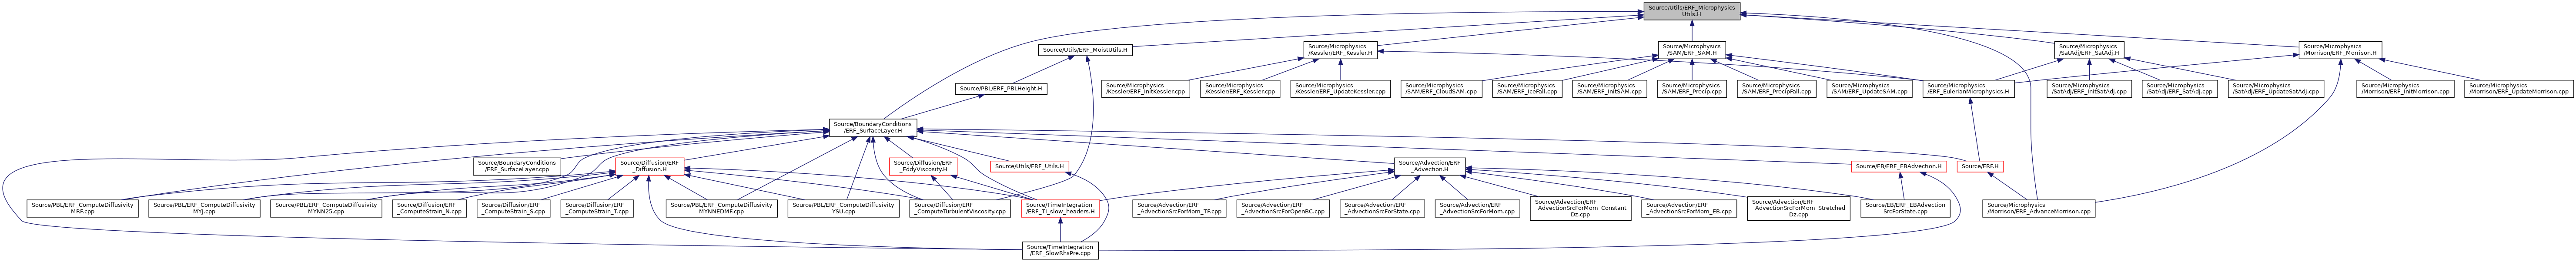 Source/Utils/ERF_Microphysics
Utils.H
Source/Utils/ERF_MoistUtils.H
Source/Microphysics
/Kessler/ERF_Kessler.H
Source/Microphysics
/SAM/ERF_SAM.H
Source/Microphysics
/SatAdj/ERF_SatAdj.H
Source/Microphysics
/Morrison/ERF_Morrison.H
Source/PBL/ERF_PBLHeight.H
Source/Microphysics
/Kessler/ERF_InitKessler.cpp
Source/Microphysics
/Kessler/ERF_Kessler.cpp
Source/Microphysics
/Kessler/ERF_UpdateKessler.cpp
Source/Microphysics
/SAM/ERF_CloudSAM.cpp
Source/Microphysics
/SAM/ERF_IceFall.cpp
Source/Microphysics
/SAM/ERF_InitSAM.cpp
Source/Microphysics
/SAM/ERF_Precip.cpp
Source/Microphysics
/SAM/ERF_PrecipFall.cpp
Source/Microphysics
/SAM/ERF_UpdateSAM.cpp
Source/Microphysics
/ERF_EulerianMicrophysics.H
Source/Microphysics
/SatAdj/ERF_InitSatAdj.cpp
Source/Microphysics
/SatAdj/ERF_SatAdj.cpp
Source/Microphysics
/SatAdj/ERF_UpdateSatAdj.cpp
Source/Microphysics
/Morrison/ERF_InitMorrison.cpp
Source/Microphysics
/Morrison/ERF_UpdateMorrison.cpp
Source/BoundaryConditions
/ERF_SurfaceLayer.H
Source/BoundaryConditions
/ERF_SurfaceLayer.cpp
Source/Diffusion/ERF
_Diffusion.H
Source/Diffusion/ERF
_EddyViscosity.H
Source/Utils/ERF_Utils.H
Source/Advection/ERF
_Advection.H
Source/EB/ERF_EBAdvection.H
Source/ERF.H
Source/PBL/ERF_ComputeDiffusivity
MRF.cpp
Source/PBL/ERF_ComputeDiffusivity
MYJ.cpp
Source/PBL/ERF_ComputeDiffusivity
MYNN25.cpp
Source/Diffusion/ERF
_ComputeStrain_N.cpp
Source/Diffusion/ERF
_ComputeStrain_S.cpp
Source/Diffusion/ERF
_ComputeStrain_T.cpp
Source/PBL/ERF_ComputeDiffusivity
MYNNEDMF.cpp
Source/PBL/ERF_ComputeDiffusivity
YSU.cpp
Source/Diffusion/ERF
_ComputeTurbulentViscosity.cpp
Source/TimeIntegration
/ERF_TI_slow_headers.H
Source/Advection/ERF
_AdvectionSrcForMom_TF.cpp
Source/Advection/ERF
_AdvectionSrcForOpenBC.cpp
Source/Advection/ERF
_AdvectionSrcForState.cpp
Source/Advection/ERF
_AdvectionSrcForMom.cpp
Source/Advection/ERF
_AdvectionSrcForMom_Constant
Dz.cpp
Source/Advection/ERF
_AdvectionSrcForMom_EB.cpp
Source/Advection/ERF
_AdvectionSrcForMom_Stretched
Dz.cpp
Source/EB/ERF_EBAdvection
SrcForState.cpp
Source/Microphysics
/Morrison/ERF_AdvanceMorrison.cpp
Source/TimeIntegration
/ERF_SlowRhsPre.cpp